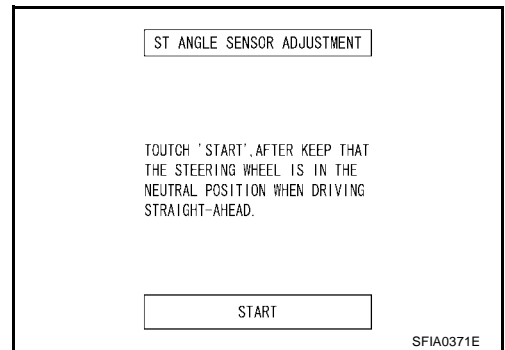 ST ANGLE SENSOR ADJUSTMENT
TOUTCH 'START',AFTER KEEP THAT
THE STEERING WHEEL IS IN THE
NEUTRAL POSITION WHEN DRIVING
STRAIGHT-AHEAD.
START
SFIA0371E